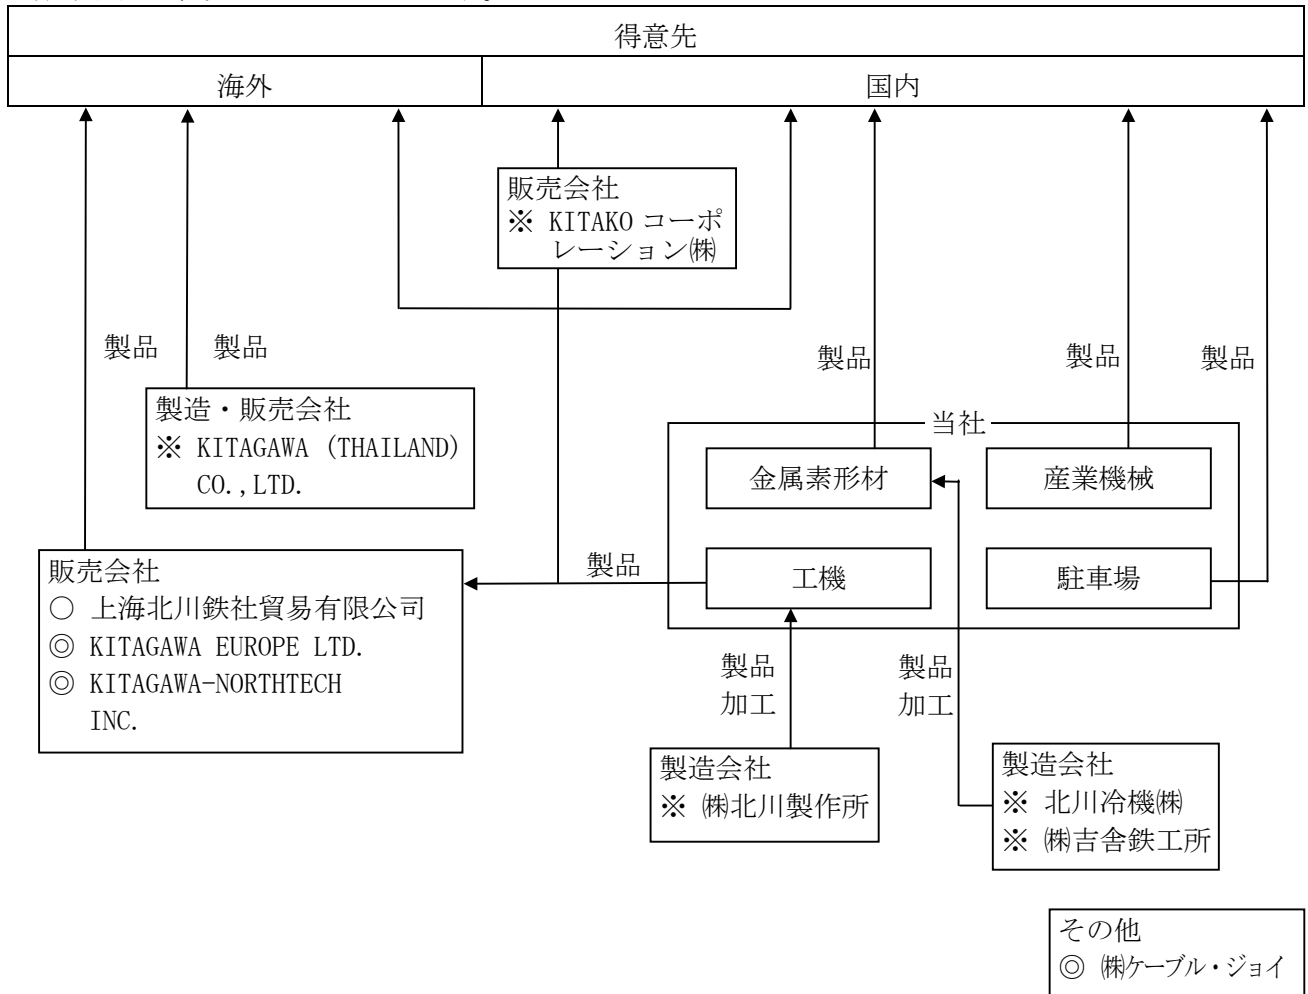 得意先
海外
国内
販売会社
※ KITAKO コーポ
レーション㈱
製品
製品
製品
製品
製品
製造・販売会社
※ KITAGAWA (THAILAND)
CO.,LTD.
当社
金属素形材
産業機械
販売会社
○ 上海北川鉄社貿易有限公司
◎ KITAGAWA EUROPE LTD.
◎ KITAGAWA-NORTHTECH
INC.
製品
工機
駐車場
製品
加工
製品
加工
製造会社
※ ㈱北川製作所
製造会社
※ 北川冷機㈱
※ ㈱吉舎鉄工所
その他
◎ ㈱ケーブル・ジョイ